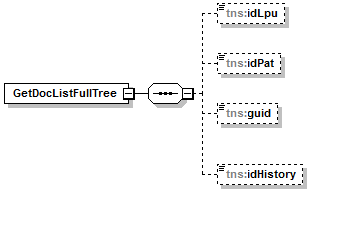 tns:idLpu
tns:idPat
GetDocListFullTree
tns:guid
tns:idHistory